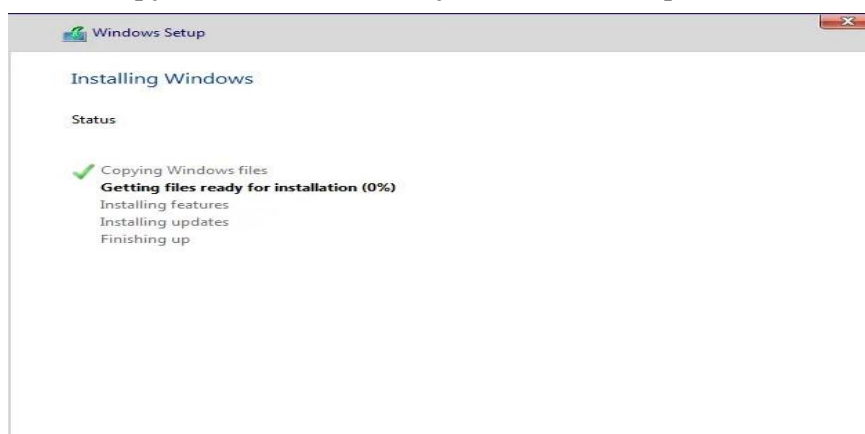 Windows Setup
Installing Windows
Status
Copying Windows files
Getting files ready for installation (0%)
Installing features
Installing updates
Finishing up